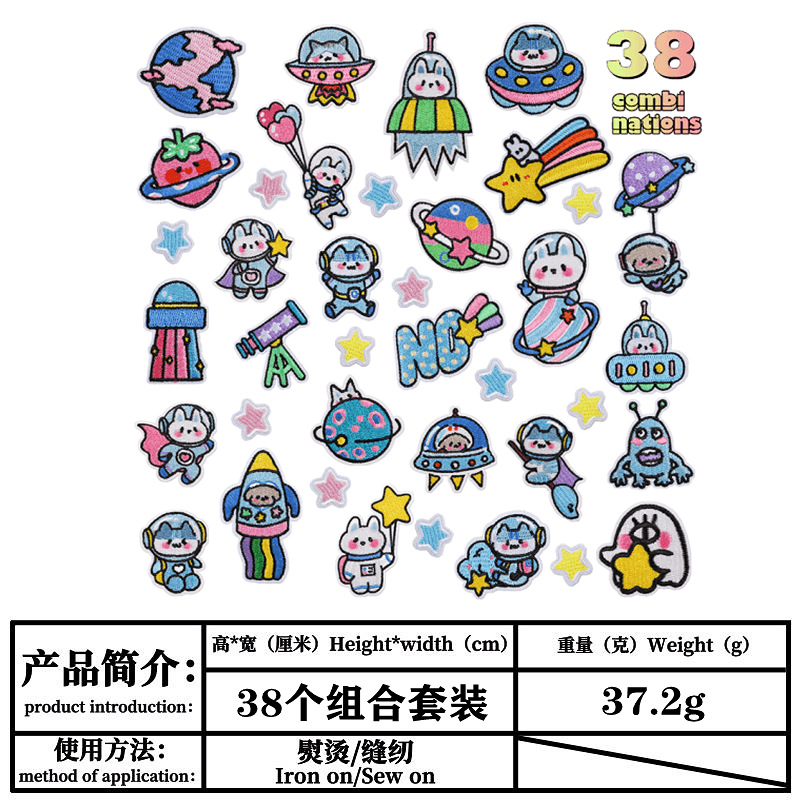 38
combi
nations
NO
产品简介：
product introduction：
高*宽（厘米）Height*width（cm）
重量（克）Weight（g）
38个组合套装
37.2g
使用方法：
method of application：
熨烫/缝纫
Iron on/Sew on